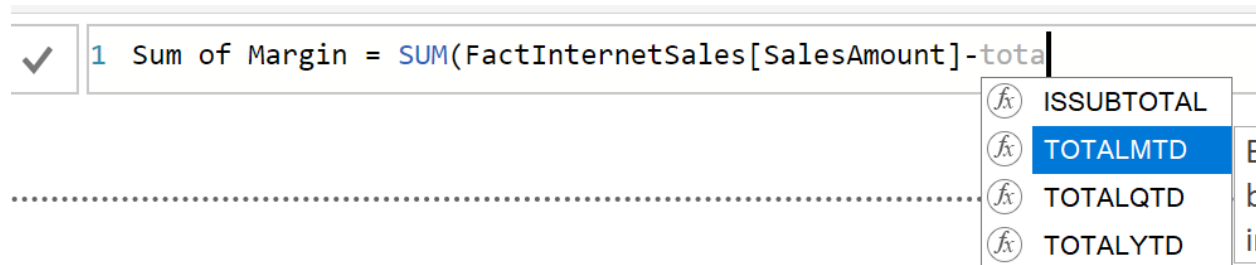 1 Sum of Margin = SUM(FactInternetSales[SalesAmount]-tota
ISSUBTOTAL
TOTALMTD
TOTALQTD
TOTALYTD